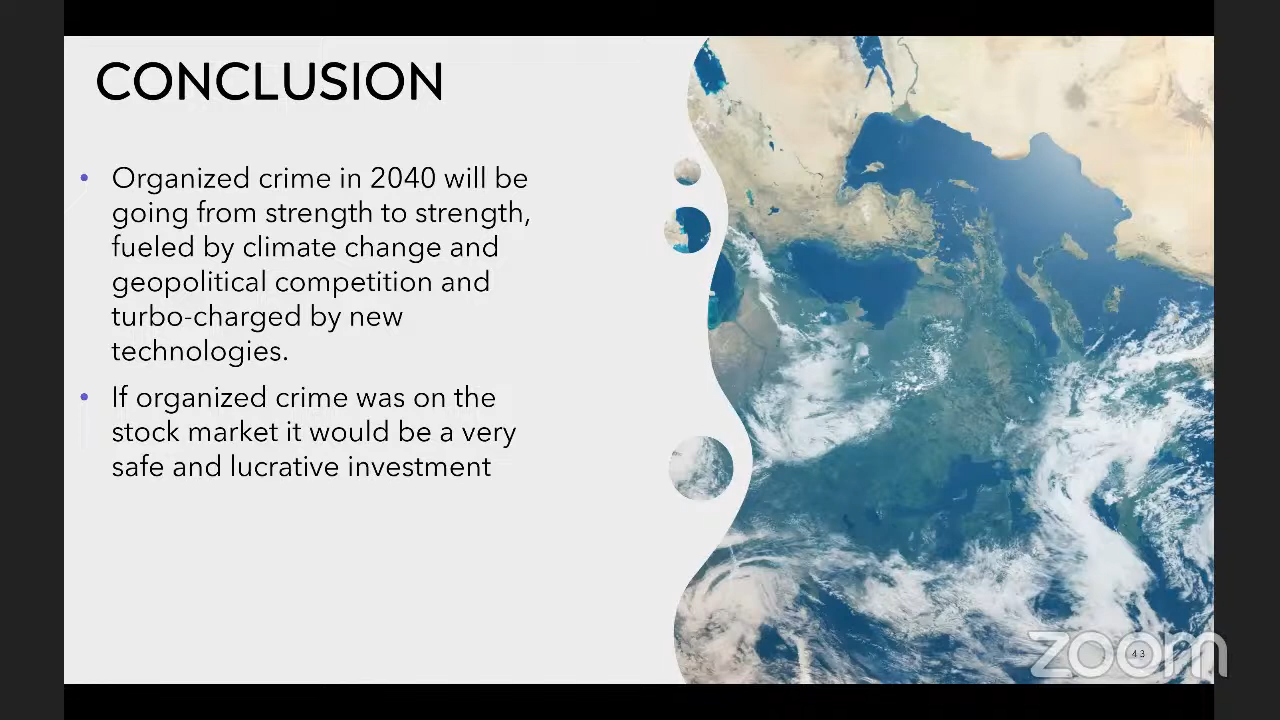 CONCLUSION
• Organized crime in 2040 will be
going from strength to strength,
fueled by climate change and
geopolitical competition and
turbo-charged by new
technologies.
• If organized crime was on the
stock market it would be a very
safe and lucrative investment
zoom
43